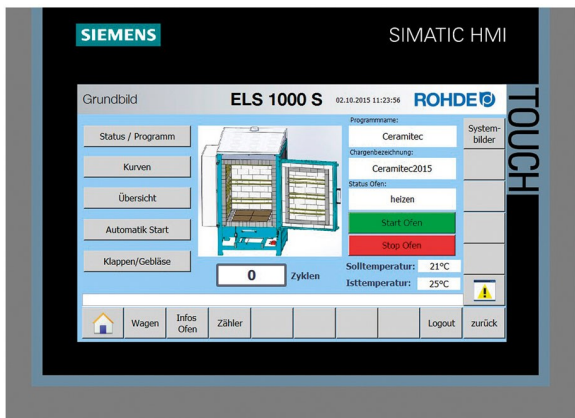 SIEMENS
SIMATIC HMI
TOUCH
Grundbild
ELS 1000 S
02.10.2015 11:23:56
ROHDE
Status / Programm
Kurven
Übersicht
Automatik Start
Klappen/Gebläse
0
Zyklen
Programmname:
Ceramitec
Chargenbezeichnung:
Ceramitec2015
Status Ofen:
heizen
Start Ofen
Stop Ofen
Solltemperatur:
21°C
Isttemperatur:
25°C
System-
bilder
Wagen
Infos
Ofen
Zähler
Logout
zurück